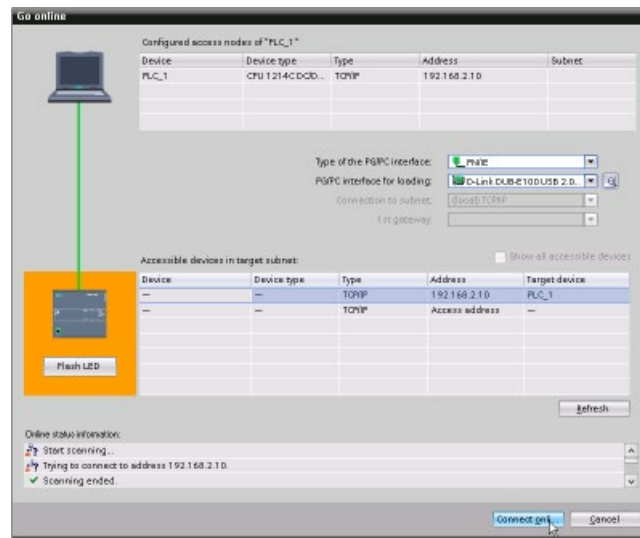 Go online
Configured access nodes of "PLC_1"
Device Device type Type Address Subnet
PLC_1 CPU 1214C DC/D... TCP/IP 192.168.2.10
Type of the PG/PC interface: PN/IE
PG/PC interface for loading: D-Link DUB-E100 USB 2.0...
Connection to subnet: (local) TCP/IP
1st gateway:
Accessible devices in target subnet: Show all accessible devices
Device Device type Type Address Target device
— — TCP/IP 192.168.2.10 PLC_1
— — TCP/IP Access address —
Flash LED
Refresh
Online status information:
Start scanning...
Trying to connect to address 192.168.2.10.
Scanning ended.
Connect onli... Cancel